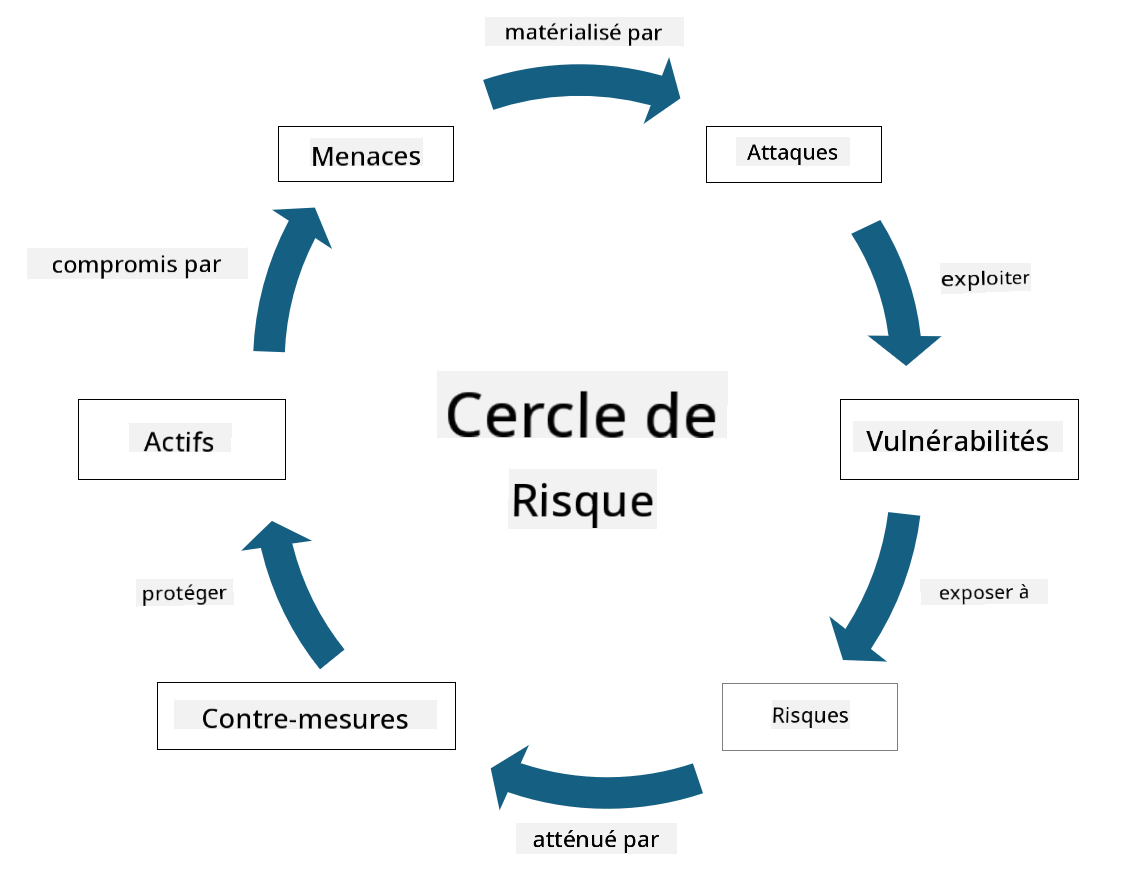 matérialisé par
Menaces
Attaques
compromis par
exploiter
Cercle de
Risque
Actifs
Vulnérabilités
protéger
exposer à
Contre-mesures
Risques
atténué par